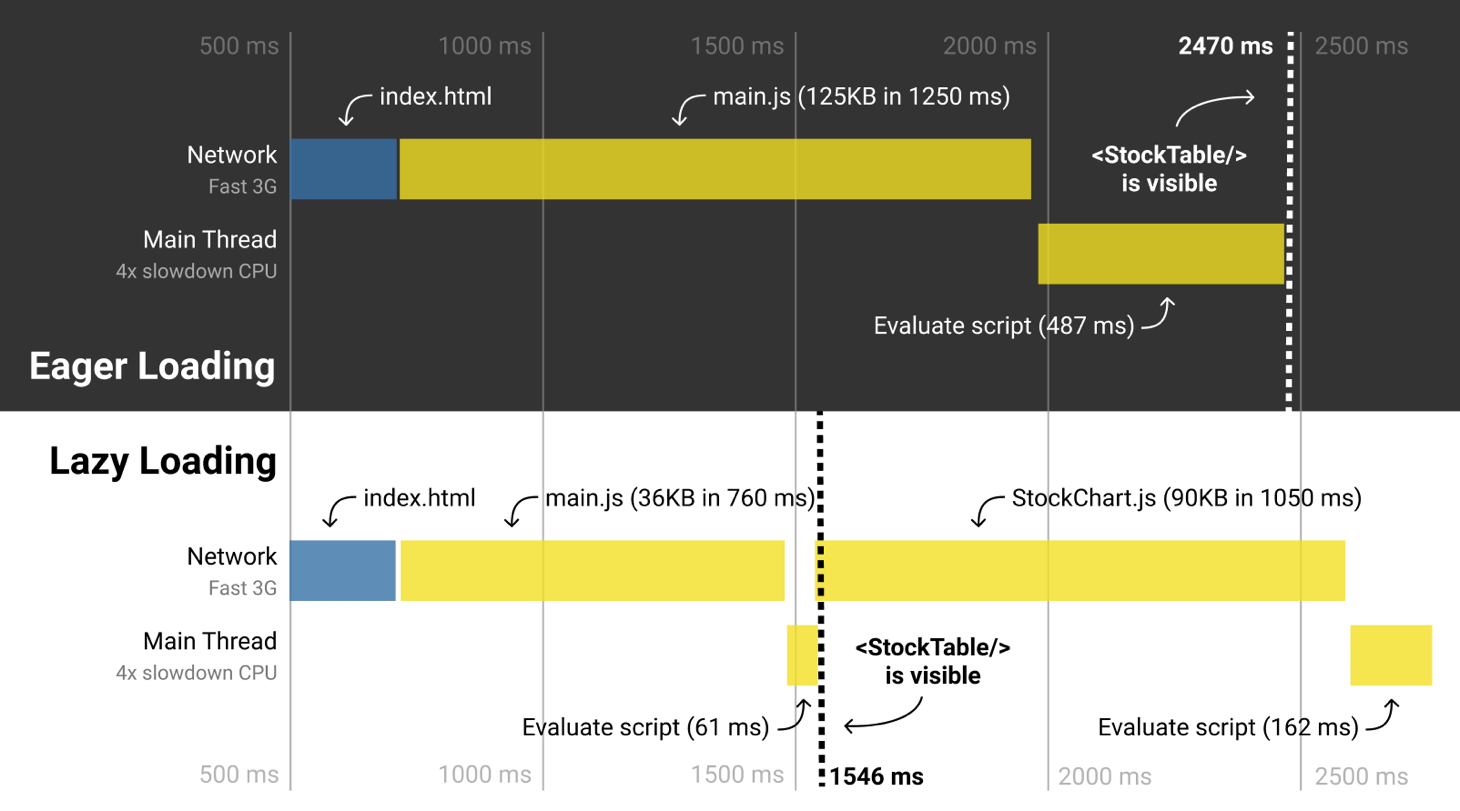 500 ms
1000 ms
1500 ms
2000 ms
2470 ms
2500 ms
index.html
main.js (125KB in 1250 ms)
Network
Fast 3G
<StockTable/>
is visible
Main Thread
4x slowdown CPU
Evaluate script (487 ms)
Eager Loading
Lazy Loading
index.html
main.js (36KB in 760 ms)
StockChart.js (90KB in 1050 ms)
Network
Fast 3G
Main Thread
4x slowdown CPU
<StockTable/>
is visible
Evaluate script (61 ms)
Evaluate script (162 ms)
500 ms
1000 ms
1500 ms
1546 ms
2000 ms
2500 ms